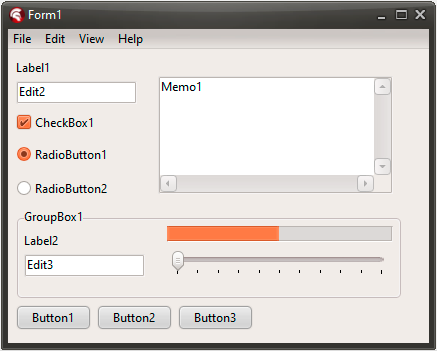 Form1
File Edit View Help
Label1
Edit2
Memo1
CheckBox1
RadioButton1
RadioButton2
GroupBox1
Label2
Edit3
Button1 Button2 Button3